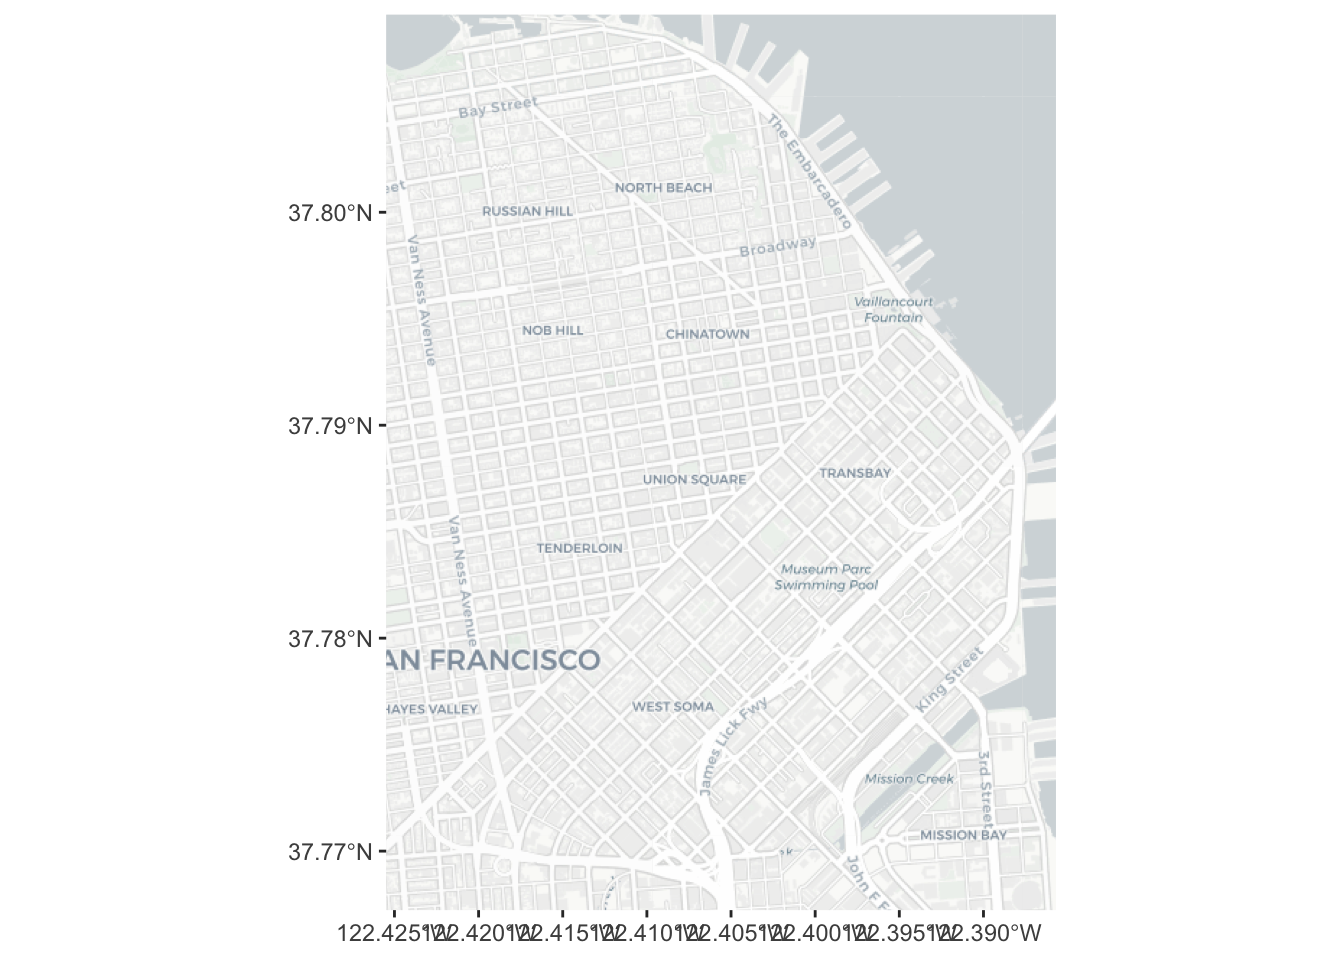 Bay Street
The Embarcadero
eet
NORTH BEACH
RUSSIAN HILL
37.80°N
Van Ness Avenue
Broadway
Vaillancourt
Fountain
NOB HILL
CHINATOWN
37.79°N
TRANSBAY
UNION SQUARE
Van Ness Avenue
TENDERLOIN
Museum Parc
Swimming Pool
37.78°N
AN FRANCISCO
King Street
HAYES VALLEY
WEST SOMA
James Lick Fwy
3rd Street
Mission Creek
MISSION BAY
37.77°N
John F F
122.425°W 122.420°W 122.415°W 122.410°W 122.405°W 122.400°W 122.395°W 122.390°W